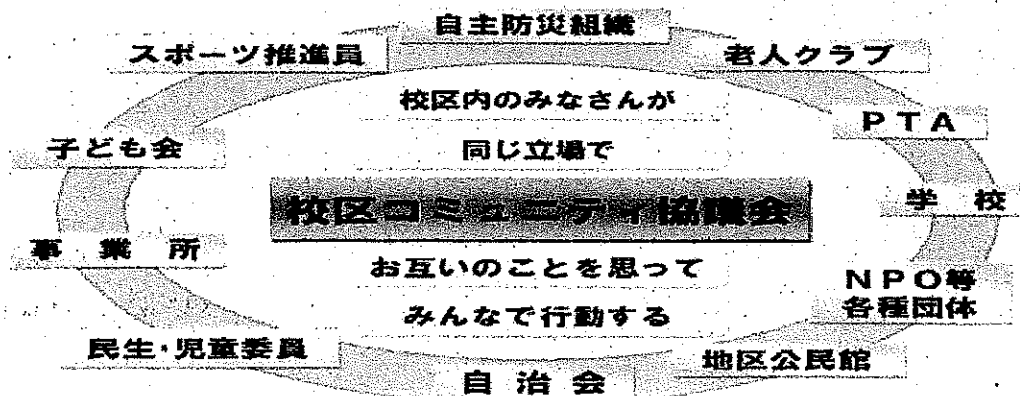 自主防災組織
スポーツ推進員
老人クラブ
校区内のみなさんが
PTA
子ども会
同じ立場で
校区コミュニティ協議会
学 校
事 業 所
お互いのことを思って
NPO等
各種団体
みんなで行動する
民生・児童委員
地区公民館
自 治 会